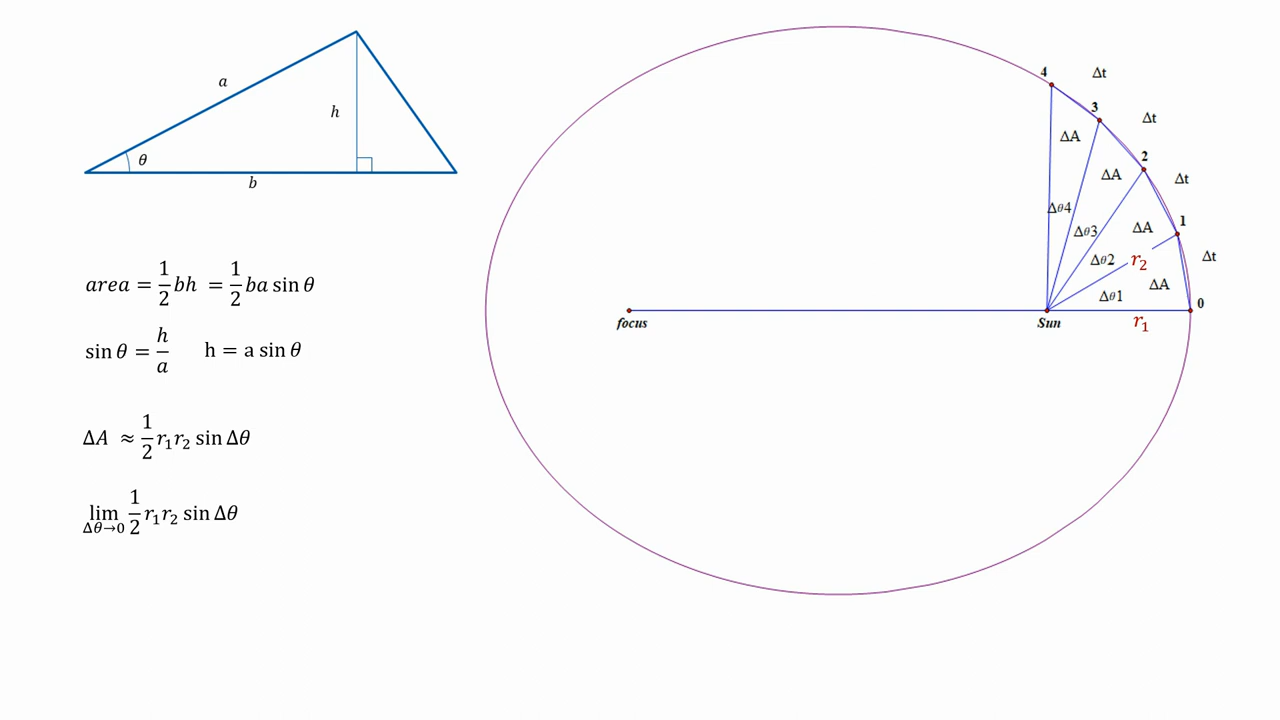 a
h
θ
b
area = 1/2 bh = 1/2 ba sin θ
sin θ = h/a h = a sin θ
ΔA ≈ 1/2 r₁r₂ sin Δθ
lim Δθ→0 1/2 r₁r₂ sin Δθ
4 Δt
3 Δt
ΔA
2
ΔA Δt
Δθ4 1
Δθ3 ΔA
Δθ2 r₂ Δt
Δθ1 ΔA
0
focus Sun r₁